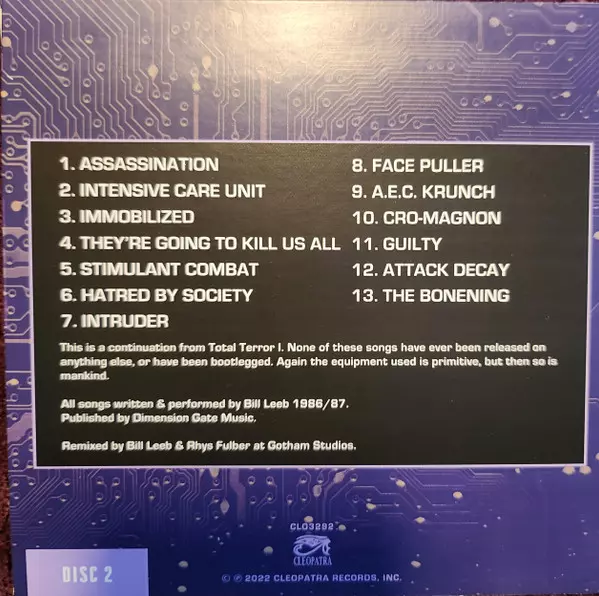 1. ASSASSINATION
2. INTENSIVE CARE UNIT
3. IMMOBILIZED
4. THEY'RE GOING TO KILL US ALL
5. STIMULANT COMBAT
6. HATRED BY SOCIETY
7. INTRUDER
8. FACE PULLER
9. A.E.C. KRUNCH
10. CRO-MAGNON
11. GUILTY
12. ATTACK DECAY
13. THE BONENING
This is a continuation from Total Terror I. None of these songs have ever been released on
anything else, or have been bootlegged. Again the equipment used is primitive, but then so is
mankind.
All songs written & performed by Bill Leeb 1986/87.
Published by Dimension Gate Music.
Remixed by Bill Leeb & Rhys Fulber at Gotham Studios.
CLO3292
CLEOPATRA
© ℗ 2022 CLEOPATRA RECORDS, INC.
DISC 2